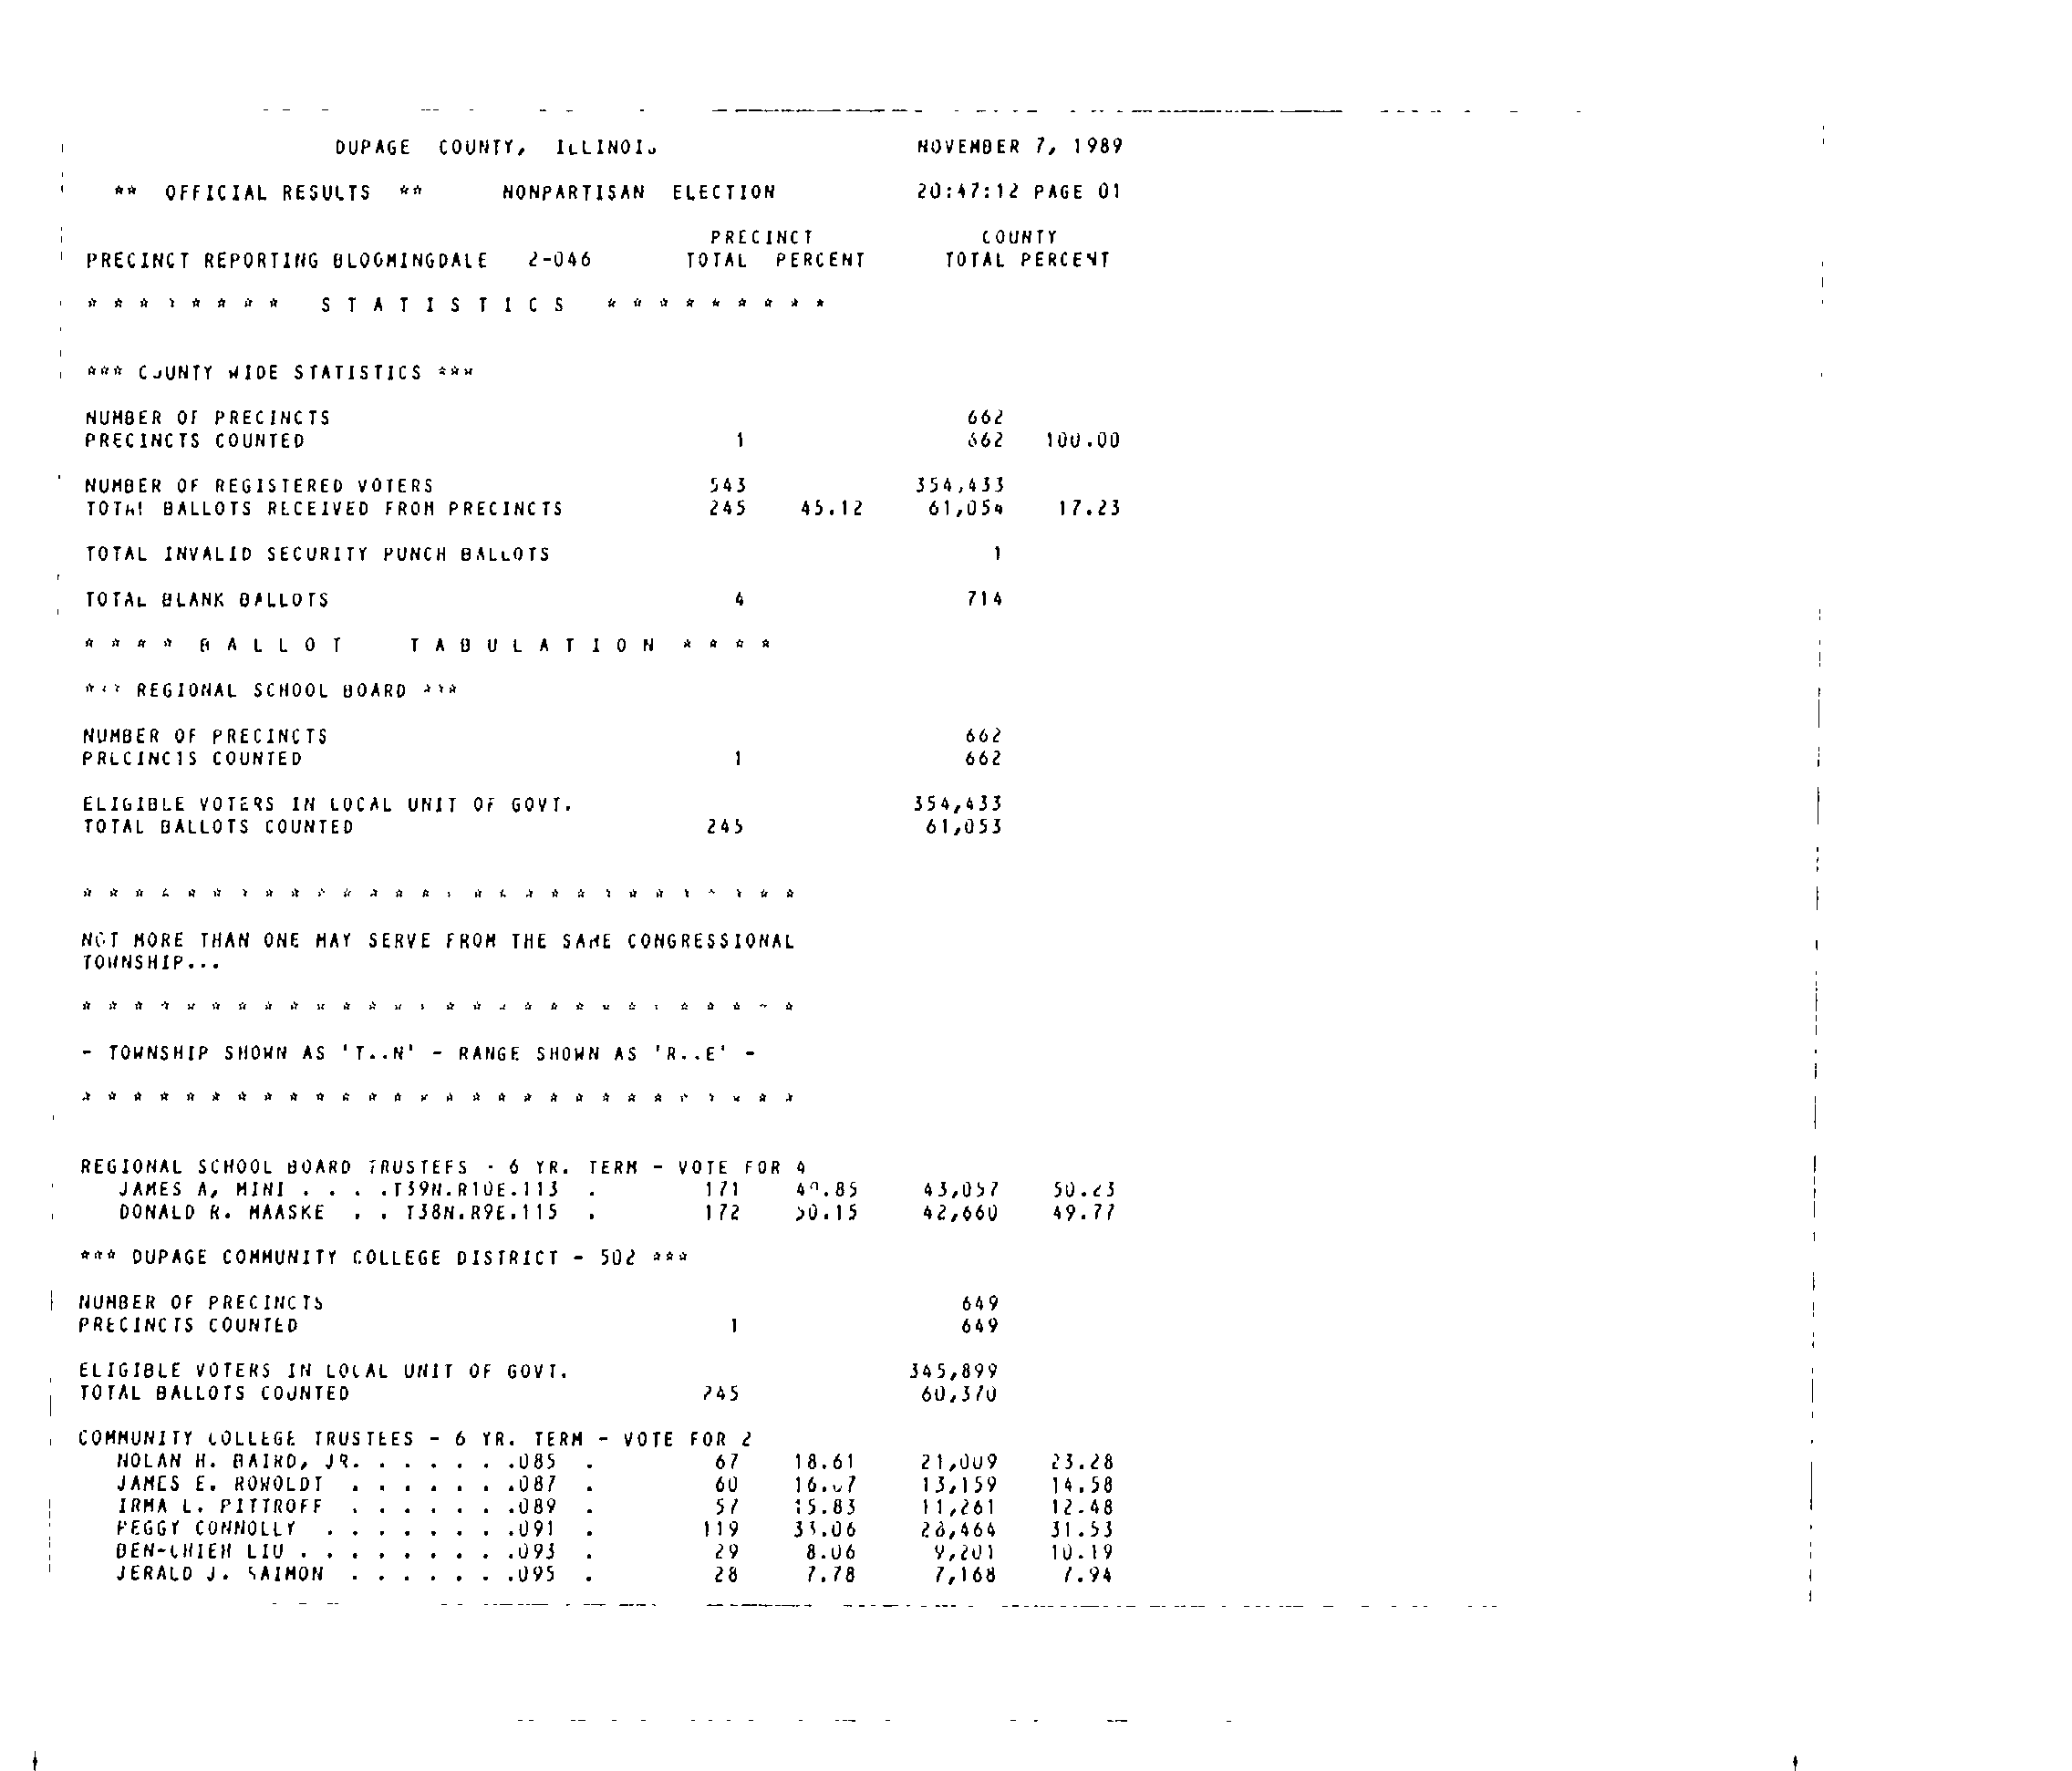 DUPAGE COUNTY, ILLINOIS NOVEMBER 7, 1989
** OFFICIAL RESULTS ** NONPARTISAN ELECTION 20:47:12 PAGE 01
PRECINCT COUNTY
PRECINCT REPORTING BLOOMINGDALE 2-046 TOTAL PERCENT TOTAL PERCENT
* * * * * * * * S T A T I S T I C S * * * * * * * * *
*** COUNTY WIDE STATISTICS ***
NUMBER OF PRECINCTS 662
PRECINCTS COUNTED 1 662 100.00
NUMBER OF REGISTERED VOTERS 543 354,433
TOTAL BALLOTS RECEIVED FROM PRECINCTS 245 45.12 61,054 17.23
TOTAL INVALID SECURITY PUNCH BALLOTS 1
TOTAL BLANK BALLOTS 4 714
* * * * B A L L O T T A B U L A T I O N * * * *
*** REGIONAL SCHOOL BOARD ***
NUMBER OF PRECINCTS 662
PRECINCTS COUNTED 1 662
ELIGIBLE VOTERS IN LOCAL UNIT OF GOVT. 354,433
TOTAL BALLOTS COUNTED 245 61,053
* * * * * * * * * * * * * * * * * * * * * * * * * * * *
NOT MORE THAN ONE MAY SERVE FROM THE SAME CONGRESSIONAL
TOWNSHIP...
* * * * * * * * * * * * * * * * * * * * * * * * * * * *
- TOWNSHIP SHOWN AS 'T..N' - RANGE SHOWN AS 'R..E' -
* * * * * * * * * * * * * * * * * * * * * * * * * * * *
REGIONAL SCHOOL BOARD TRUSTEES - 6 YR. TERM - VOTE FOR 4
JAMES A. MINI . . . .T39N.R10E.113 . 171 49.85 43,057 50.23
DONALD R. MAASKE . . T38N.R9E.115 . 172 50.15 42,660 49.77
*** DUPAGE COMMUNITY COLLEGE DISTRICT - 502 ***
NUMBER OF PRECINCTS 649
PRECINCTS COUNTED 1 649
ELIGIBLE VOTERS IN LOCAL UNIT OF GOVT. 345,899
TOTAL BALLOTS COUNTED 245 60,370
COMMUNITY COLLEGE TRUSTEES - 6 YR. TERM - VOTE FOR 2
NOLAN H. BAIRD, JR. . . . . . .085 . 67 18.61 21,009 23.28
JAMES E. ROWOLDT . . . . . . .087 . 60 16.67 13,159 14.58
IRMA L. PITTROFF . . . . . . .089 . 57 15.83 11,261 12.48
PEGGY CONNOLLY . . . . . . . .091 . 119 33.06 28,464 31.53
BEN-CHIEH LIU . . . . . . . . .093 . 29 8.06 9,201 10.19
JERALD J. SAIMON . . . . . . .095 . 28 7.78 7,168 7.94